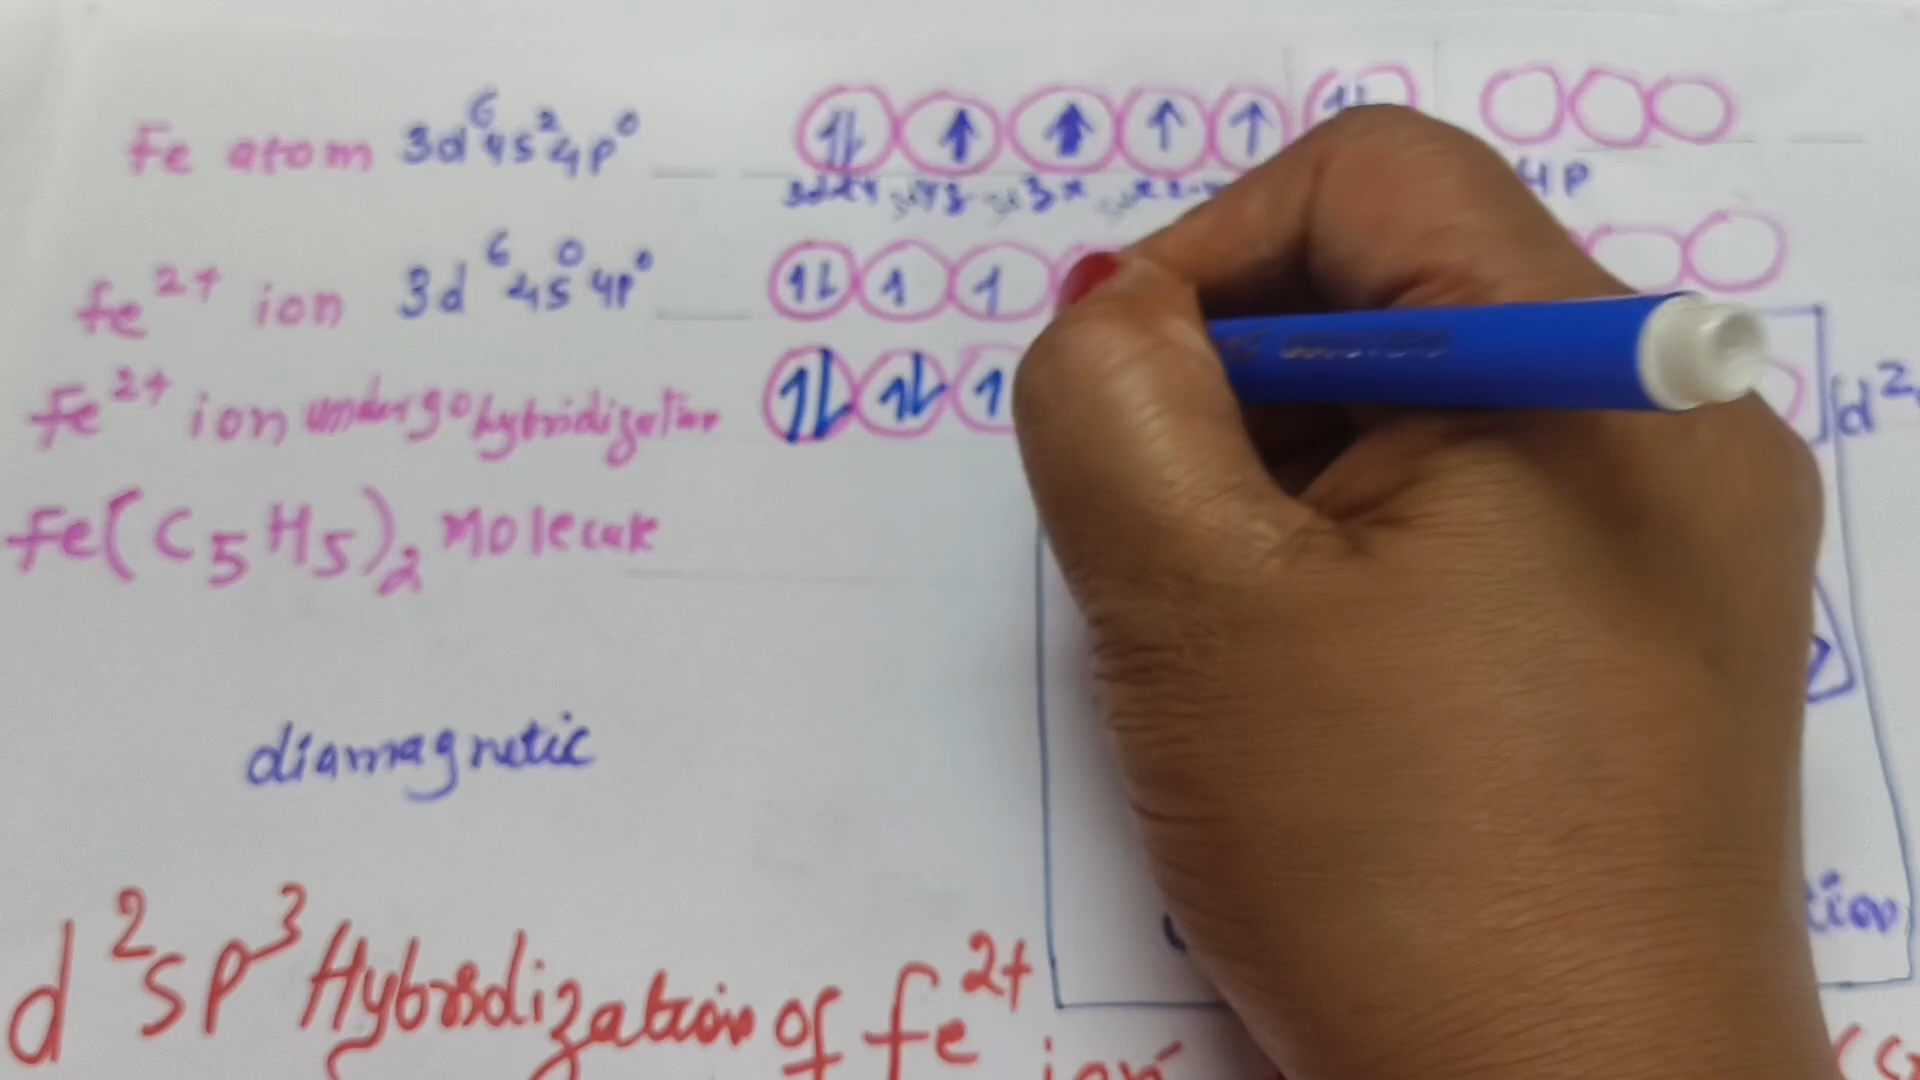 Fe atom 3d⁶4s²4p⁰
4p
Fe²⁺ ion 3d⁶4s⁰4p⁰
Fe²⁺ ion undergo hybridization
d²
Fe(C₅H₅)₂ Molecule
diamagnetic
d²sp³ Hybridization of Fe²⁺
ion